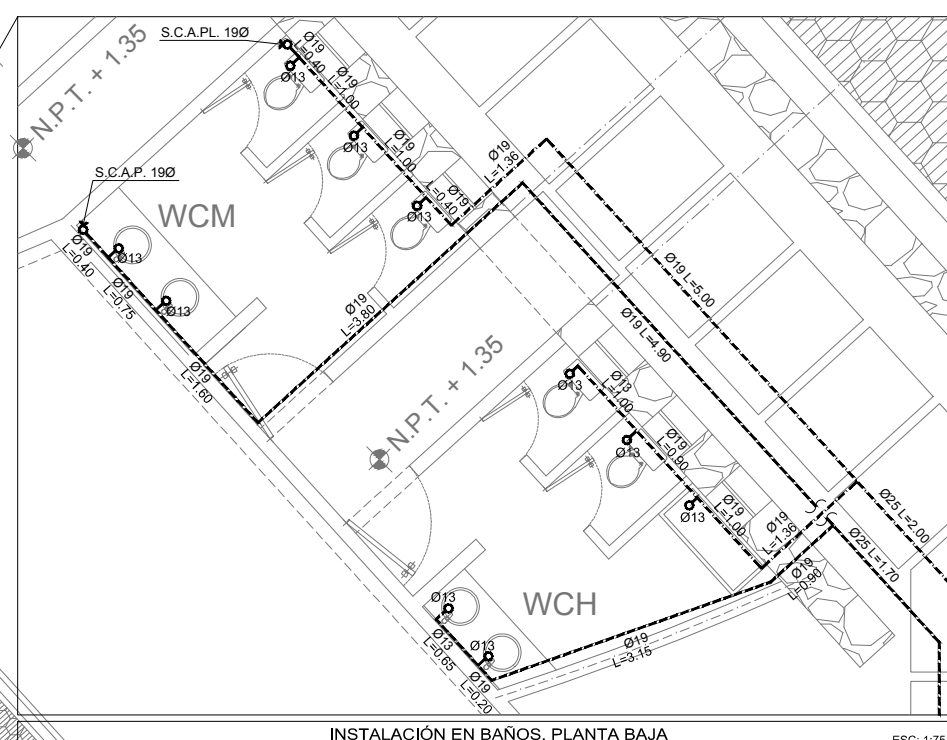 S.C.A.PL. 19Ø
N.P.T. + 1.35
Ø19
L=0.40
Ø13
Ø19
L=1.00
Ø13
Ø19
L=1.00
Ø13
Ø19
L=0.40
Ø19
L=1.36
S.C.A.P. 19Ø
WCM
Ø19
L=0.40
Ø13
Ø19
L=0.75
Ø13
Ø19
L=1.60
Ø19
L=3.80
Ø19 L=5.00
Ø19 L=4.90
N.P.T. + 1.35
Ø13
Ø13
L=1.00
Ø13
Ø19
L=0.90
Ø13
Ø19
L=1.00
Ø19
L=1.36
Ø25 L=2.00
Ø25 L=1.70
Ø19
L=0.90
WCH
Ø13
Ø13
L=0.65
Ø13
Ø19
L=0.20
Ø19
L=3.15
INSTALACIÓN EN BAÑOS. PLANTA BAJA
ESC: 1:75